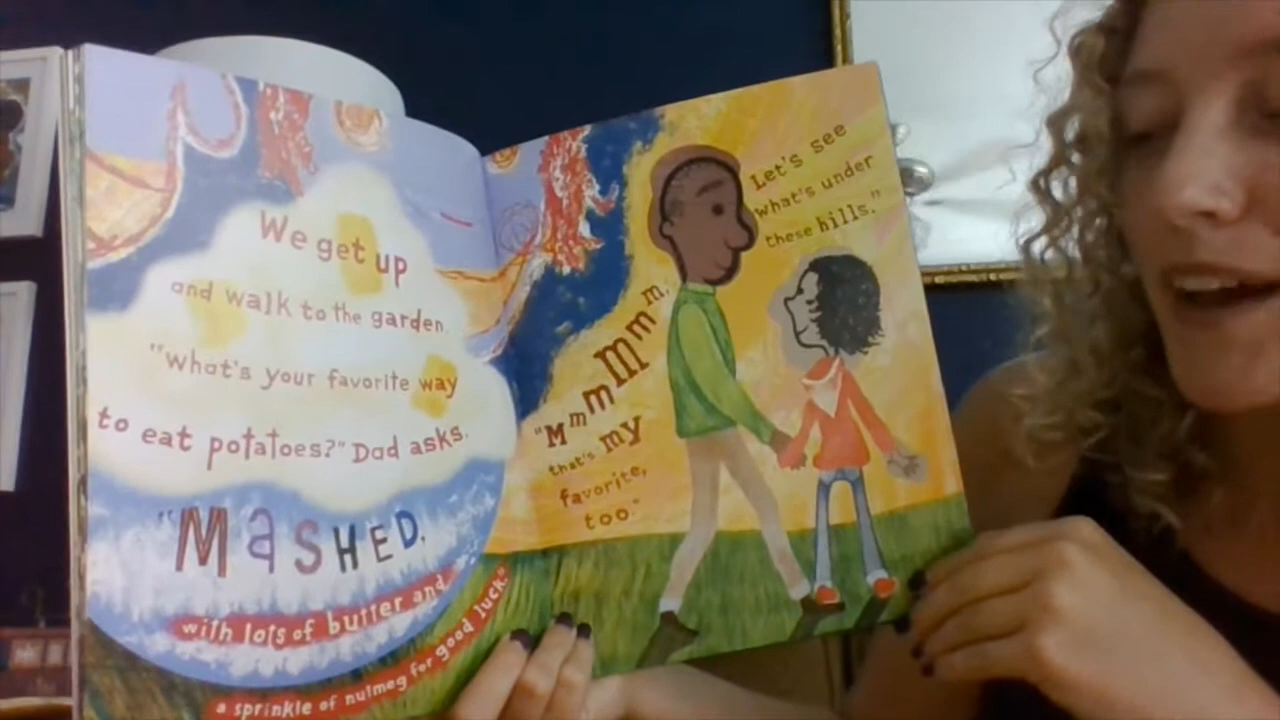 We get up
and walk to the garden.
"What's your favorite way
to eat potatoes?" Dad asks.
"MASHED,
with lots of butter and
a sprinkle of nutmeg for good luck."
"Mmmmmmm,
that's my
favorite,
too."
Let's see
what's under
these hills."